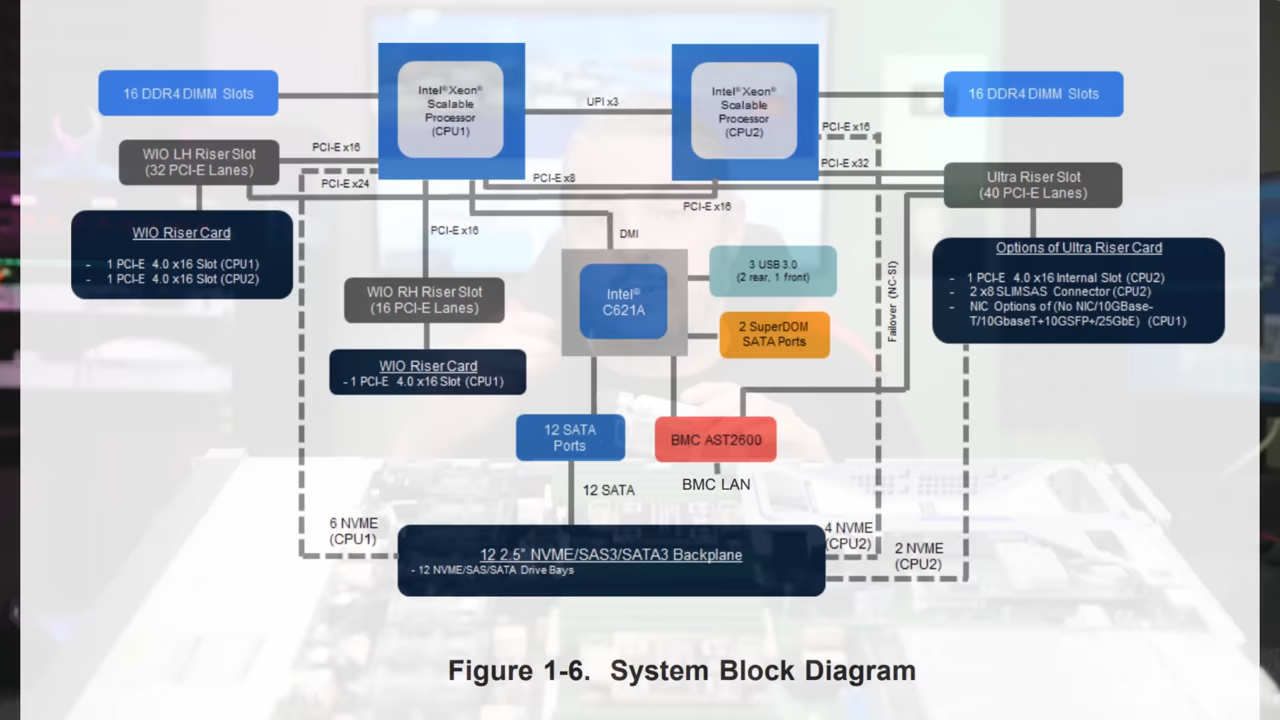 16 DDR4 DIMM Slots
Intel® Xeon®
Scalable
Processor
(CPU1)
UPI x3
Intel® Xeon®
Scalable
Processor
(CPU2)
16 DDR4 DIMM Slots
WIO LH Riser Slot
(32 PCI-E Lanes)
PCI-E x16
PCI-E x24
PCI-E x8
PCI-E x16
PCI-E x16
PCI-E x32
Ultra Riser Slot
(40 PCI-E Lanes)
WIO Riser Card
- 1 PCI-E 4.0 x16 Slot (CPU1)
- 1 PCI-E 4.0 x16 Slot (CPU2)
PCI-E x16
DMI
WIO RH Riser Slot
(16 PCI-E Lanes)
WIO Riser Card
- 1 PCI-E 4.0 x16 Slot (CPU1)
Intel®
C621A
3 USB 3.0
(2 rear, 1 front)
2 SuperDOM
SATA Ports
Failover (NC-SI)
Options of Ultra Riser Card
- 1 PCI-E 4.0 x16 Internal Slot (CPU2)
- 2 x8 SLIMSAS Connector (CPU2)
- NIC Options of (No NIC/10GBase-
T/10GbaseT+10GSFP+/25GbE) (CPU1)
12 SATA
Ports
BMC AST2600
12 SATA
BMC LAN
6 NVME
(CPU1)
12 2.5" NVME/SAS3/SATA3 Backplane
- 12 NVME/SAS/SATA Drive Bays
4 NVME
(CPU2)
2 NVME
(CPU2)
Figure 1-6. System Block Diagram